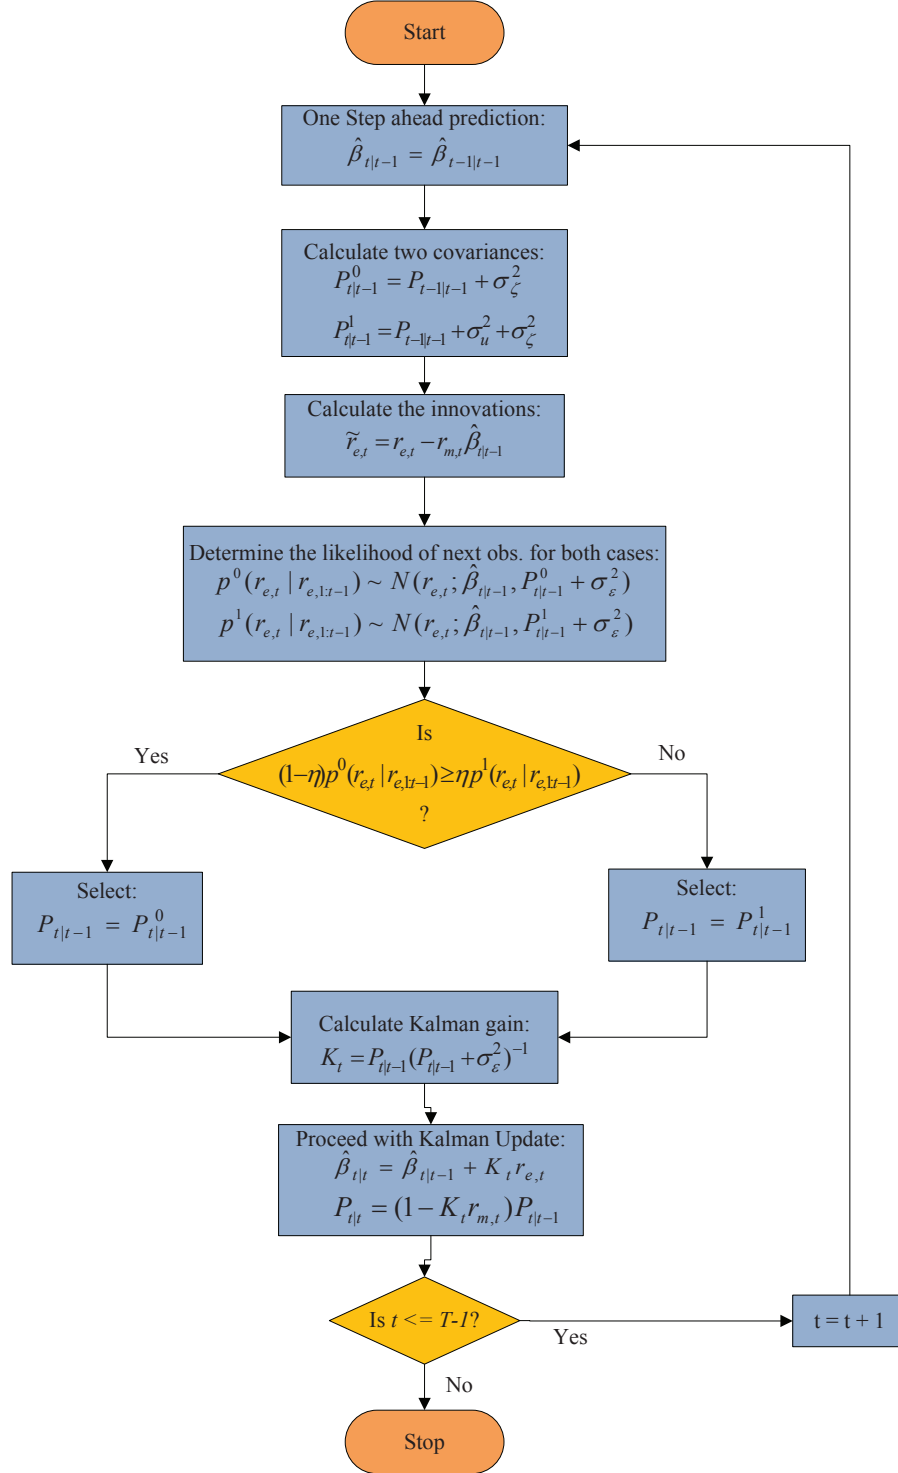 Start
One Step ahead prediction:
β̂_{t|t−1} = β̂_{t−1|t−1}
Calculate two covariances:
P^0_{t|t−1} = P_{t−1|t−1} + σ^2_ζ
P^1_{t|t−1} = P_{t−1|t−1} + σ^2_u + σ^2_ζ
Calculate the innovations:
r̃_{e,t} = r_{e,t} − r_{m,t} β̂_{t|t−1}
Determine the likelihood of next obs. for both cases:
p^0(r_{e,t} | r_{e,1:t−1}) ~ N(r_{e,t}; β̂_{t|t−1}, P^0_{t|t−1} + σ^2_ε)
p^1(r_{e,t} | r_{e,1:t−1}) ~ N(r_{e,t}; β̂_{t|t−1}, P^1_{t|t−1} + σ^2_ε)
Is
(1−η)p^0(r_{e,t} | r_{e,1:t−1}) ≥ ηp^1(r_{e,t} | r_{e,1:t−1})
?
Yes
No
Select:
P_{t|t−1} = P^0_{t|t−1}
Select:
P_{t|t−1} = P^1_{t|t−1}
Calculate Kalman gain:
K_t = P_{t|t−1}(P_{t|t−1} + σ^2_ε)^{−1}
Proceed with Kalman Update:
β̂_{t|t} = β̂_{t|t−1} + K_t r_{e,t}
P_{t|t} = (1 − K_t r_{m,t})P_{t|t−1}
Is t <= T-1?
Yes
t = t + 1
No
Stop